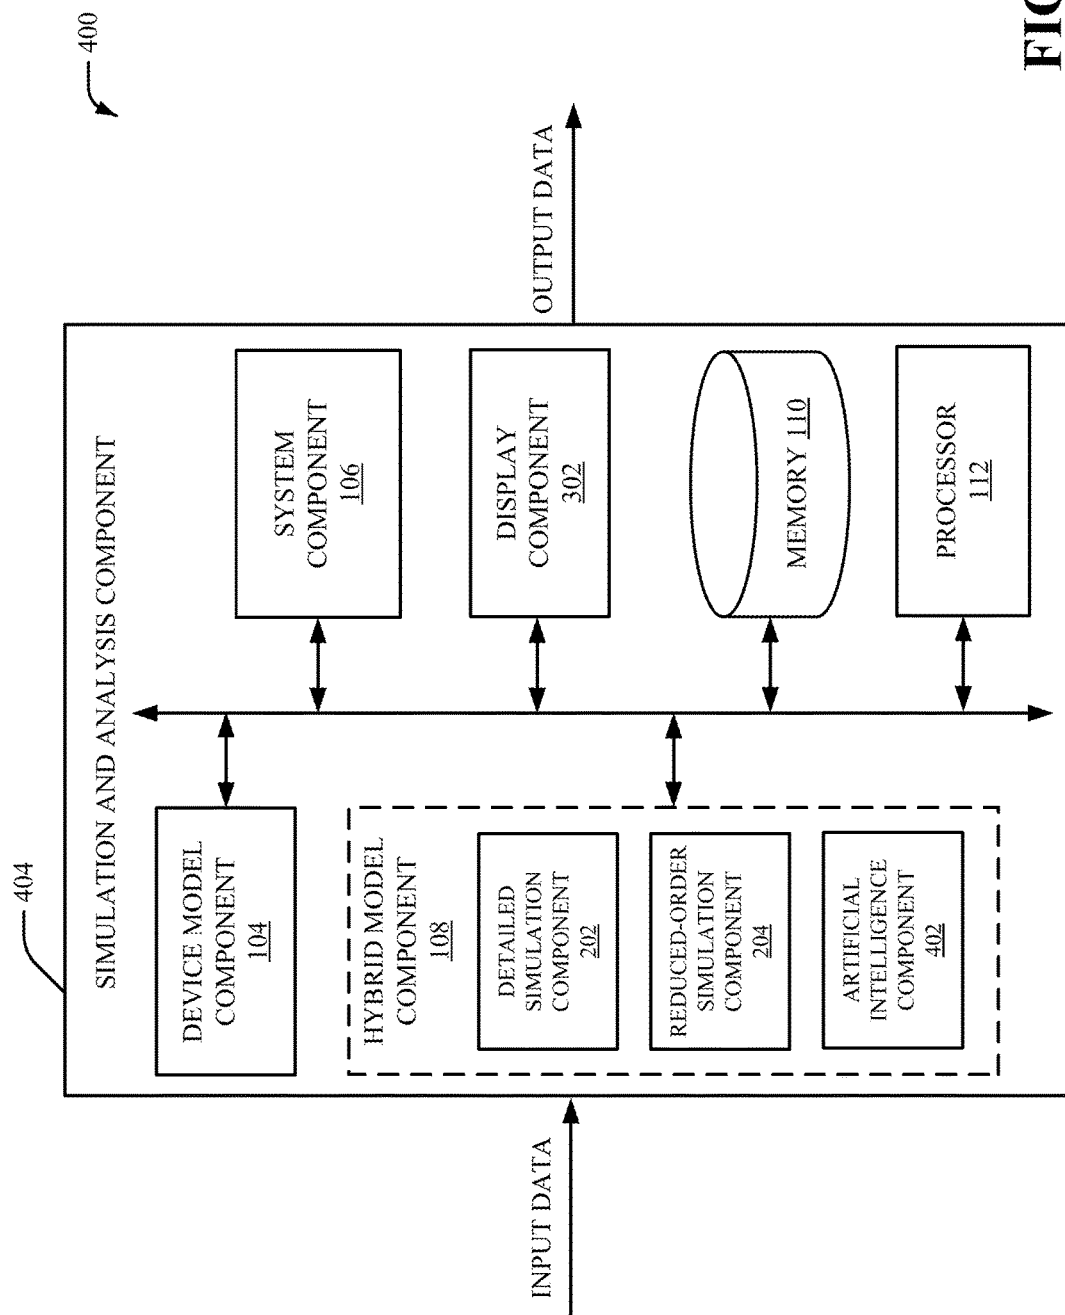 400
404
SIMULATION AND ANALYSIS COMPONENT
DEVICE MODEL
COMPONENT
104
SYSTEM
COMPONENT
106
HYBRID MODEL
COMPONENT
108
DETAILED
SIMULATION
COMPONENT
202
REDUCED-ORDER
SIMULATION
COMPONENT
204
ARTIFICIAL
INTELLIGENCE
COMPONENT
402
DISPLAY
COMPONENT
302
MEMORY 110
PROCESSOR
112
INPUT DATA
OUTPUT DATA